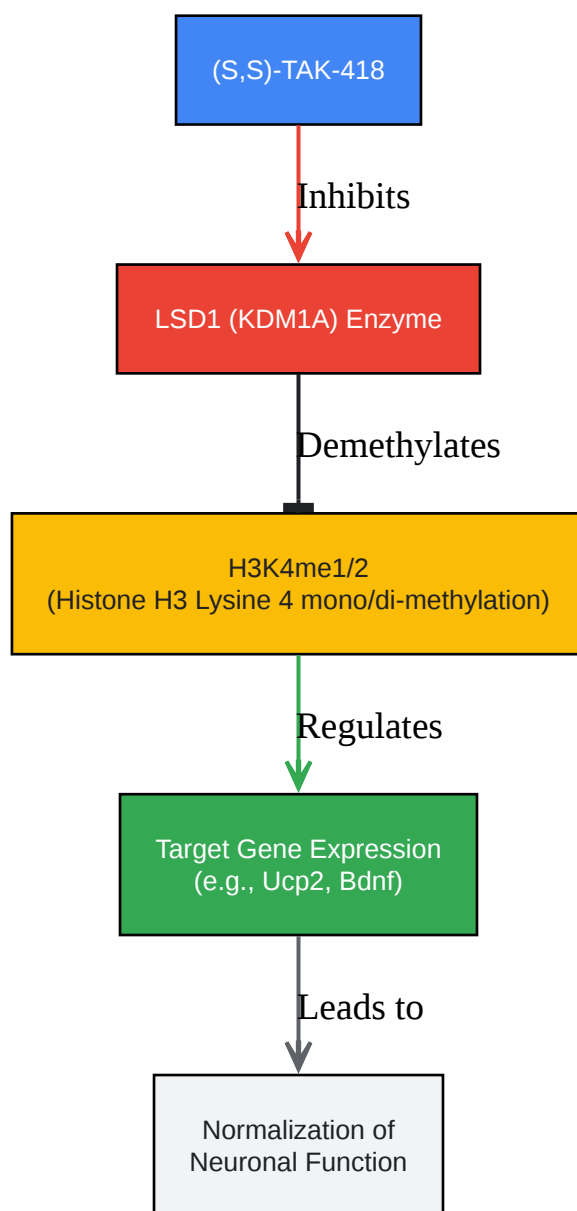 (S,S)-TAK-418
Inhibits
LSD1 (KDM1A) Enzyme
Demethylates
H3K4me1/2
(Histone H3 Lysine 4 mono/di-methylation)
Regulates
Target Gene Expression
(e.g., Ucp2, Bdnf)
Leads to
Normalization of
Neuronal Function